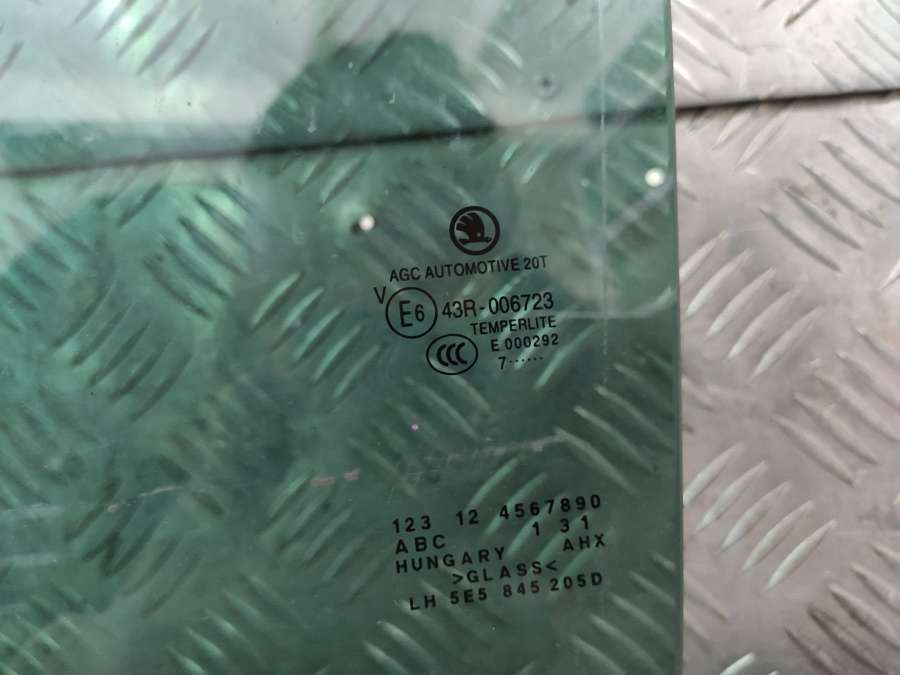 AGC AUTOMOTIVE 20T
V E6 43R-006723
TEMPERLITE
CCC E 000292
7······
123 12 4567890
ABC 1 31
HUNGARY AHX
>GLASS<
LH 5E5 845 205D